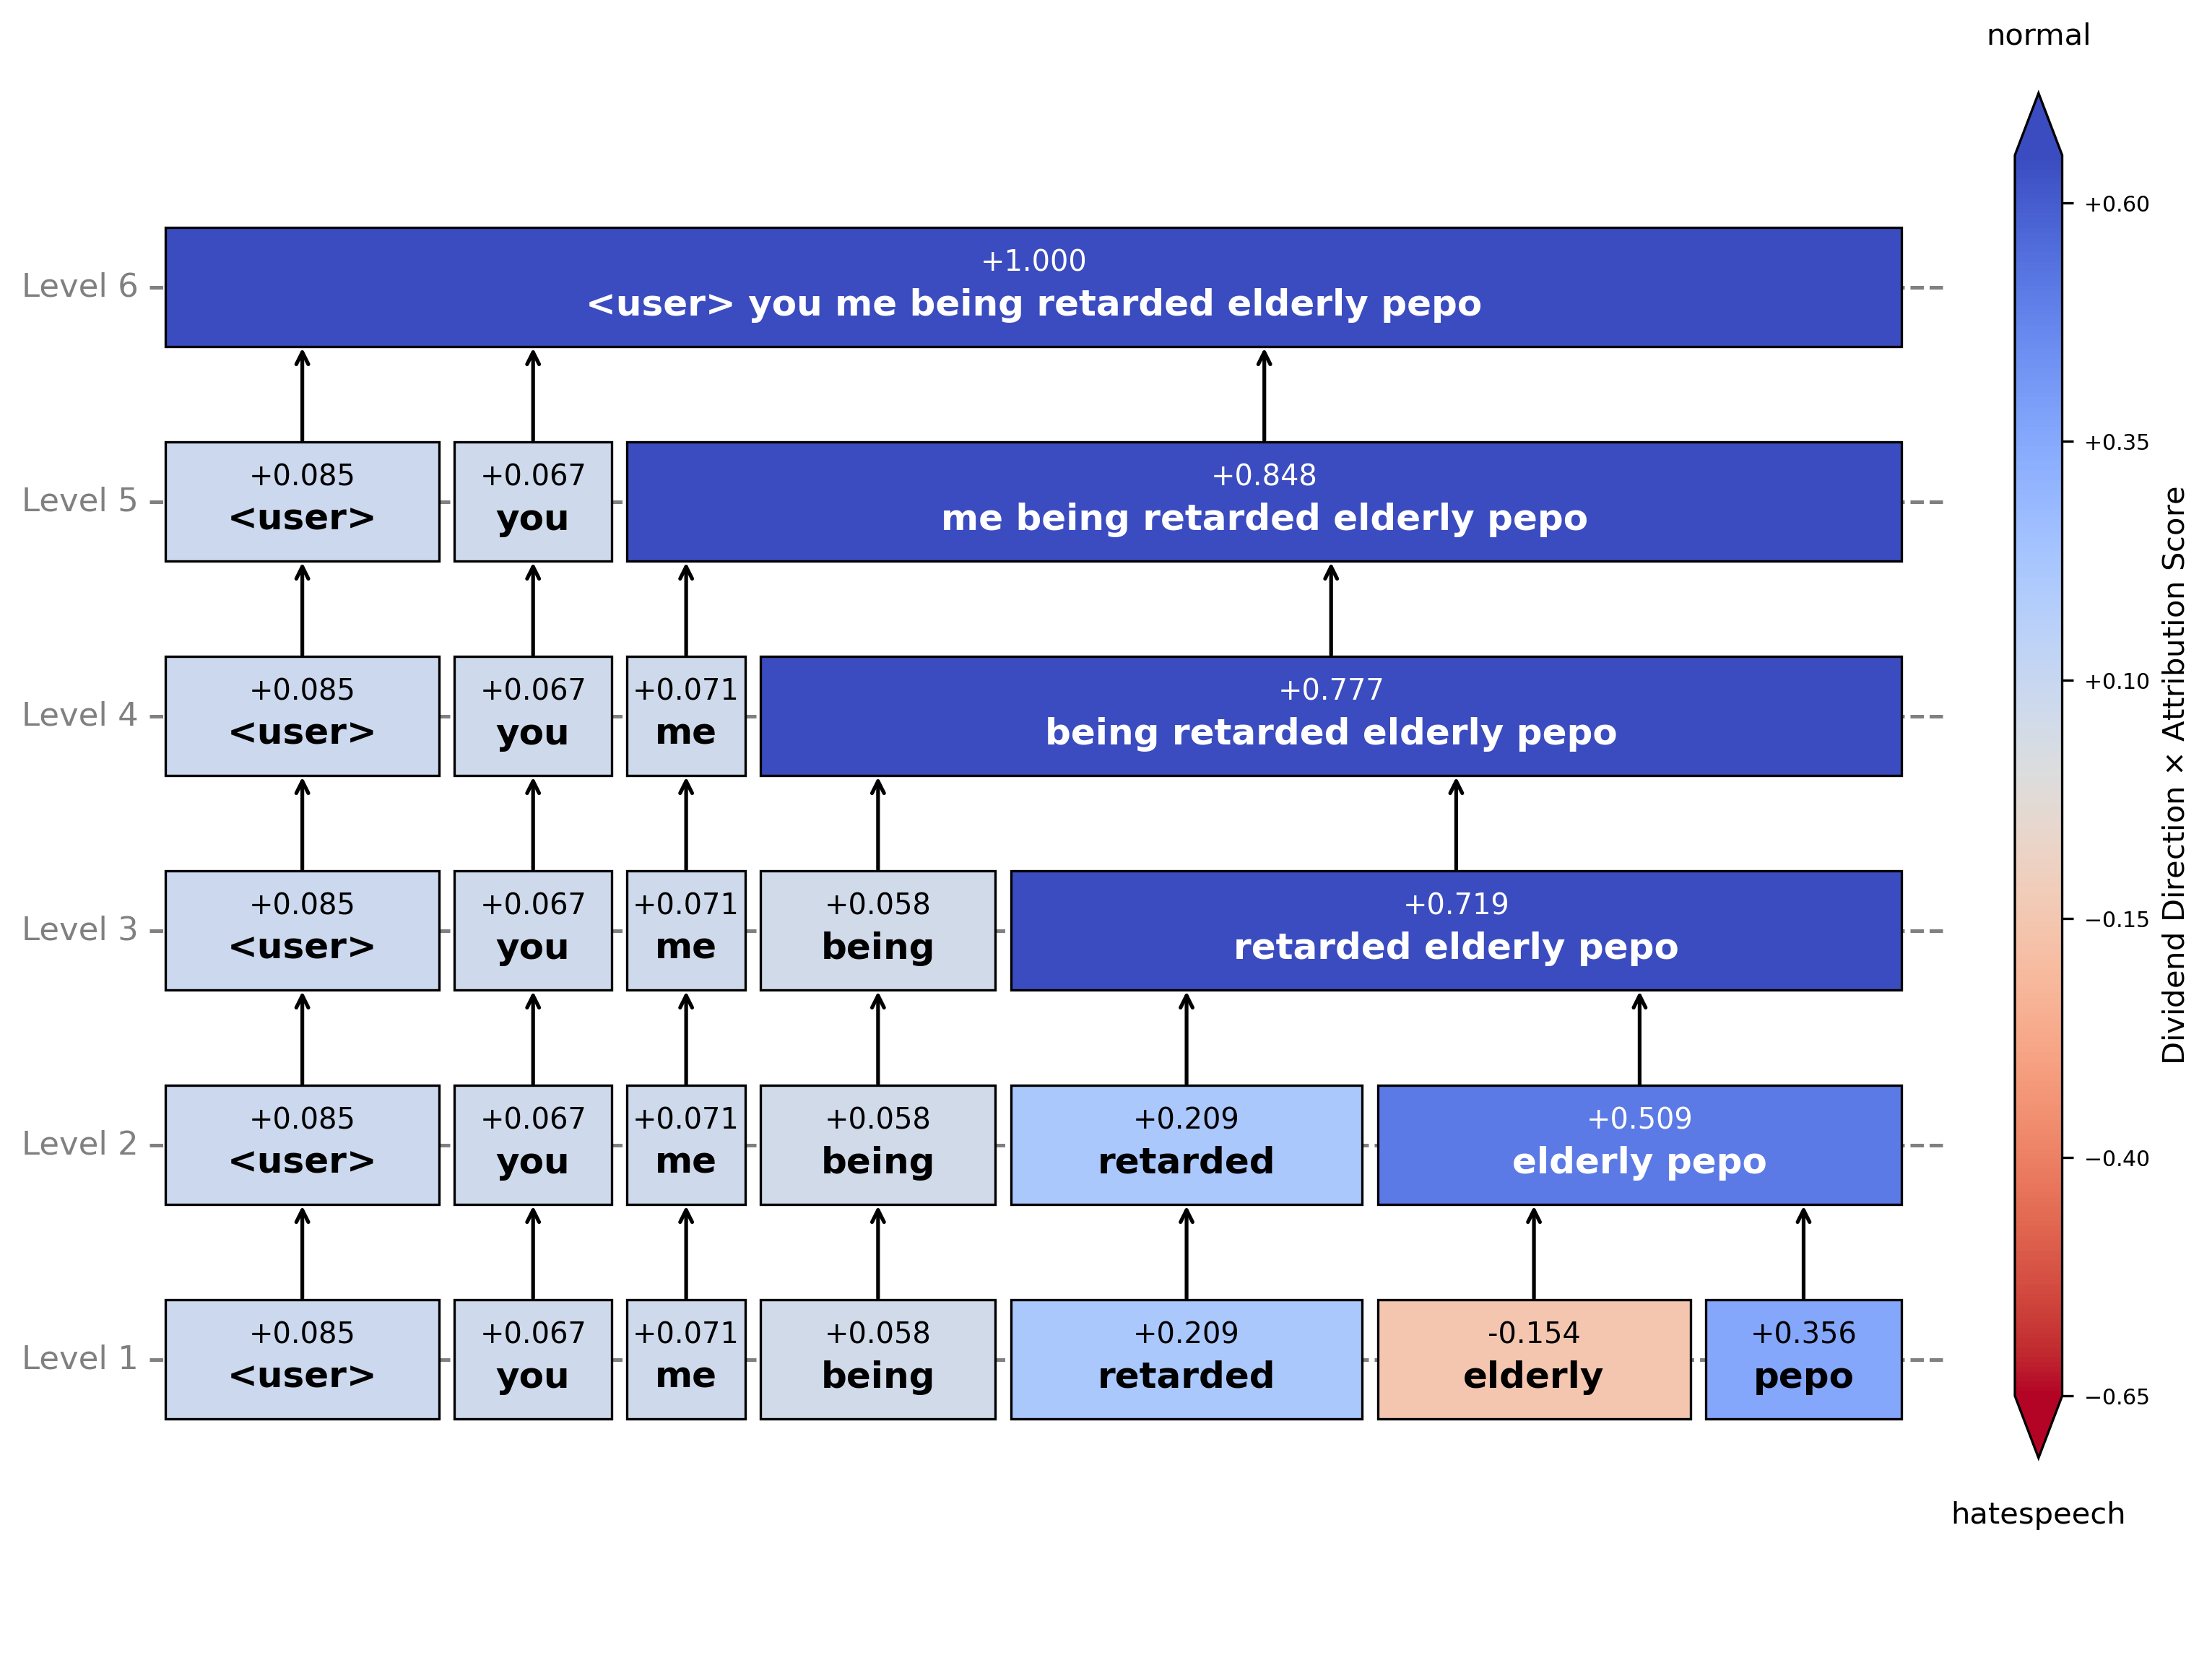 normal
Level 6
+1.000
<user> you me being retarded elderly pepo
Level 5
+0.085
<user>
+0.067
you
+0.848
me being retarded elderly pepo
Level 4
+0.085
<user>
+0.067
you
+0.071
me
+0.777
being retarded elderly pepo
Level 3
+0.085
<user>
+0.067
you
+0.071
me
+0.058
being
+0.719
retarded elderly pepo
Level 2
+0.085
<user>
+0.067
you
+0.071
me
+0.058
being
+0.209
retarded
+0.509
elderly pepo
Level 1
+0.085
<user>
+0.067
you
+0.071
me
+0.058
being
+0.209
retarded
-0.154
elderly
+0.356
pepo
+0.60
+0.35
+0.10
−0.15
−0.40
−0.65
Dividend Direction × Attribution Score
hatespeech